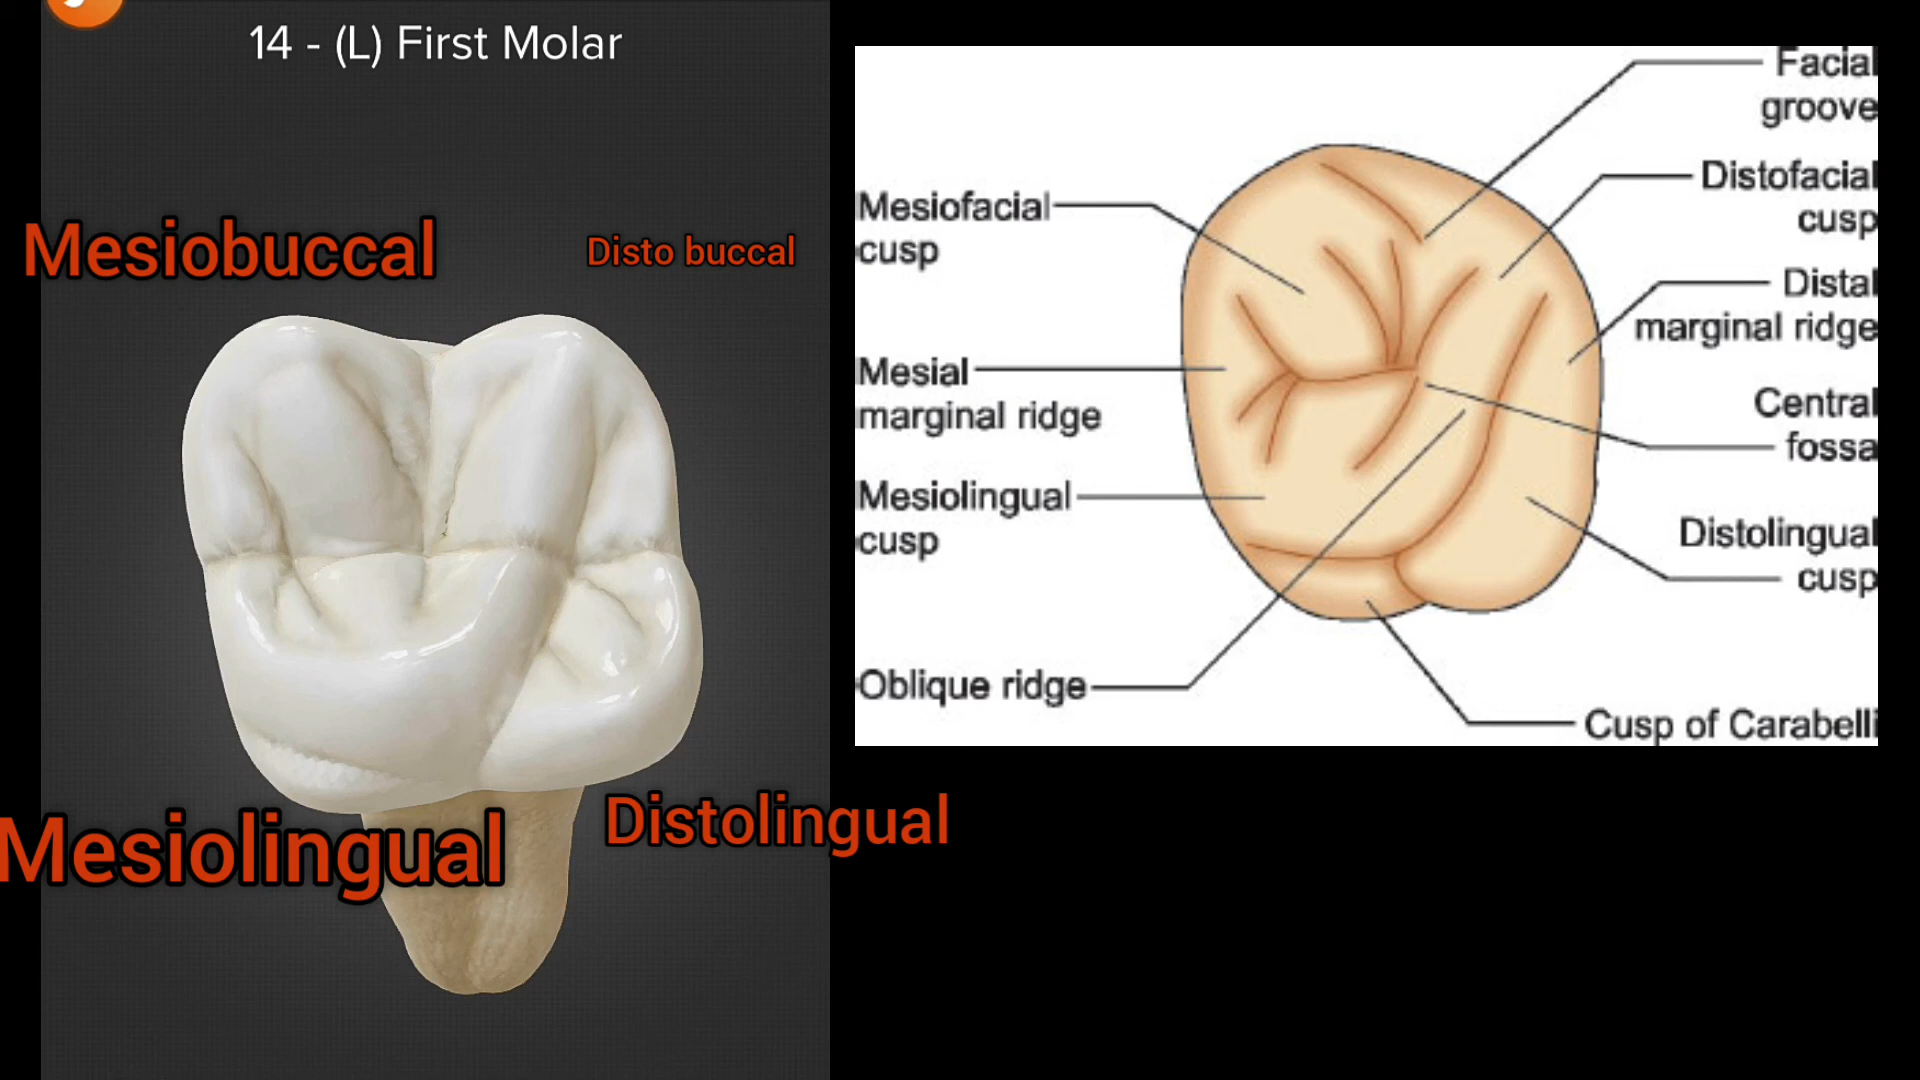 14 - (L) First Molar
Mesiobuccal
Disto buccal
Mesiolingual
Distolingual
Mesiofacial
cusp
Mesial
marginal ridge
Mesiolingual
cusp
Oblique ridge
Facial
groove
Distofacial
cusp
Distal
marginal ridge
Central
fossa
Distolingual
cusp
Cusp of Carabelli